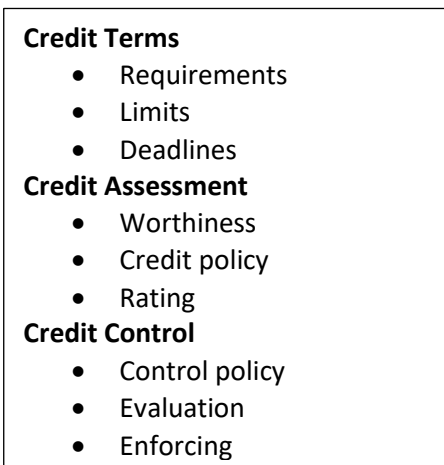 Credit Terms
• Requirements
• Limits
• Deadlines
Credit Assessment
• Worthiness
• Credit policy
• Rating
Credit Control
• Control policy
• Evaluation
• Enforcing